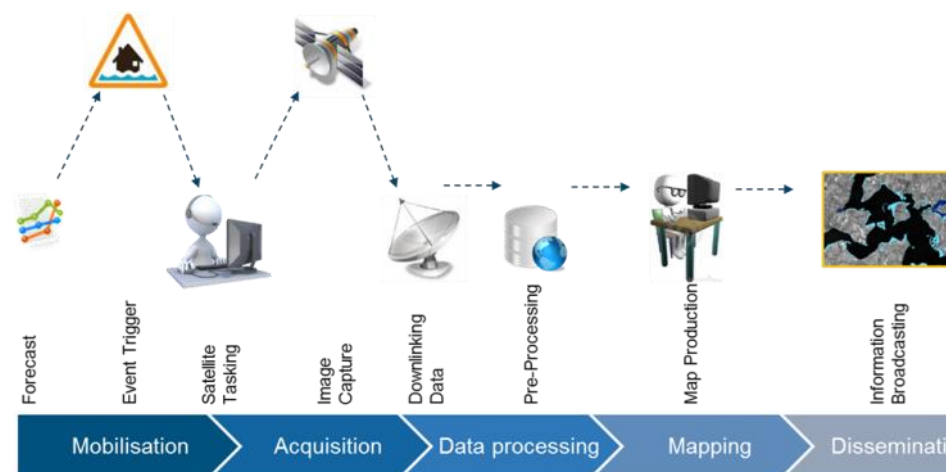 Forecast
Event Trigger
Satellite
Tasking
Image
Capture
Downlinking
Data
Pre-Processing
Map Production
Information
Broadcasting
Mobilisation
Acquisition
Data processing
Mapping
Disseminati